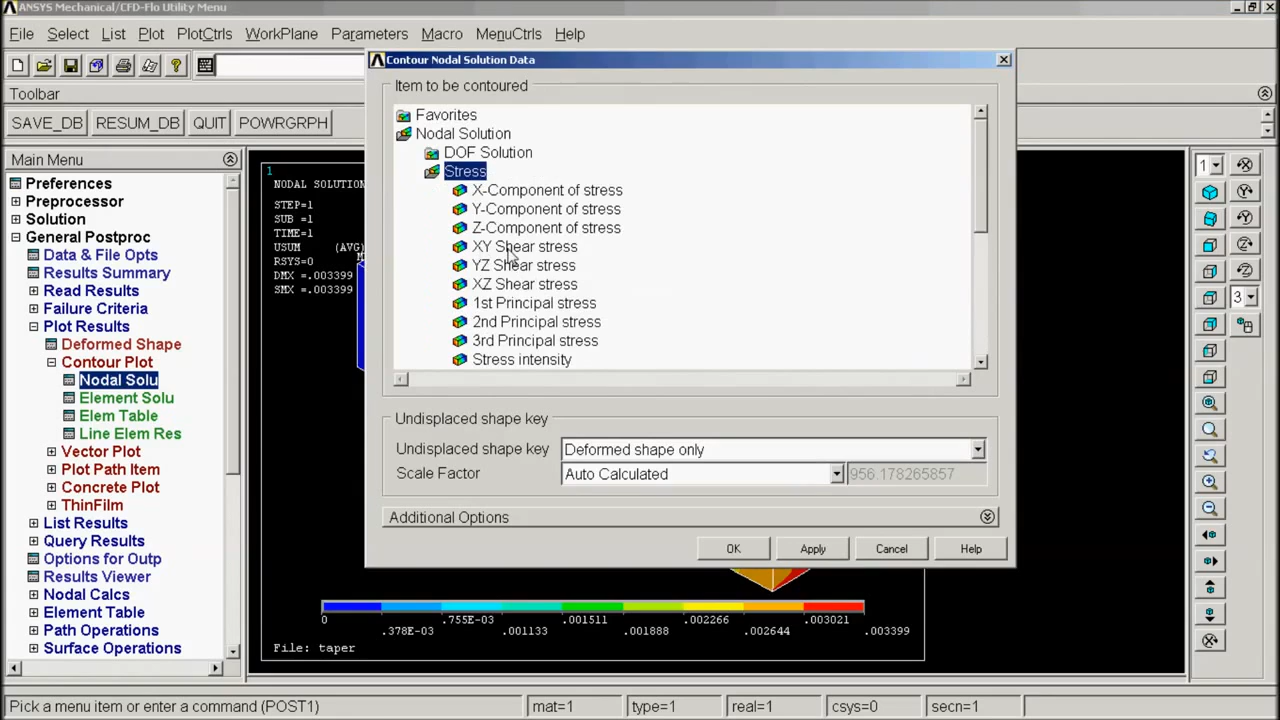 ANSYS Mechanical/CFD-Flo Utility Menu
File Select List Plot PlotCtrls WorkPlane Parameters Macro MenuCtrls Help
Contour Nodal Solution Data
Toolbar
SAVE_DB RESUM_DB QUIT POWRGRPH
Main Menu
Preferences
Preprocessor
Solution
General Postproc
Data & File Opts
Results Summary
Read Results
Failure Criteria
Plot Results
Deformed Shape
Contour Plot
Nodal Solu
Element Solu
Elem Table
Line Elem Res
Vector Plot
Plot Path Item
Concrete Plot
ThinFilm
List Results
Query Results
Options for Outp
Results Viewer
Nodal Calcs
Element Table
Path Operations
Surface Operations
1
NODAL SOLUTION
STEP=1
SUB =1
TIME=1
USUM (AVG)
RSYS=0
DMX =.003399
SMX =.003399
Item to be contoured
Favorites
Nodal Solution
DOF Solution
Stress
X-Component of stress
Y-Component of stress
Z-Component of stress
XY Shear stress
YZ Shear stress
XZ Shear stress
1st Principal stress
2nd Principal stress
3rd Principal stress
Stress intensity
Undisplaced shape key
Undisplaced shape key Deformed shape only
Scale Factor Auto Calculated 956.178265857
Additional Options
OK Apply Cancel Help
0 .755E-03 .001511 .002266 .003021
.378E-03 .001133 .001888 .002644 .003399
File: taper
1
3
Pick a menu item or enter a command (POST1) mat=1 type=1 real=1 csys=0 secn=1